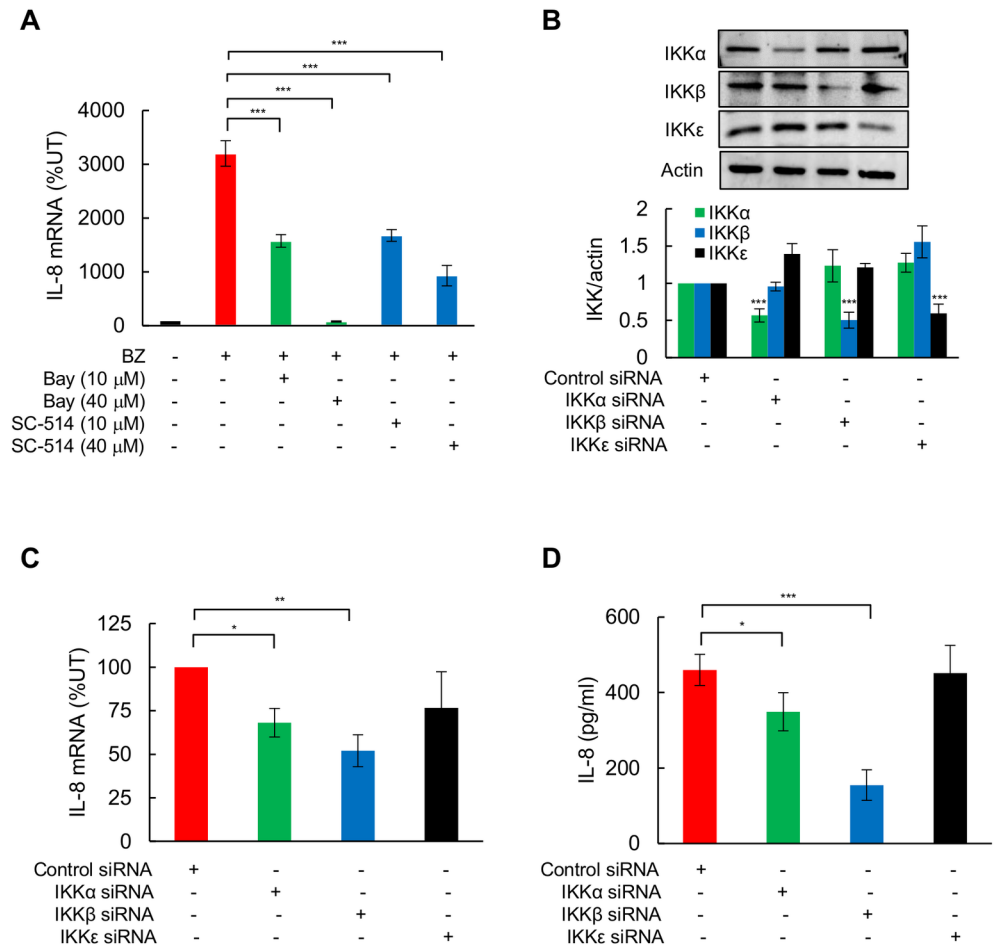 A
***
***
***
***
4000
3000
2000
1000
0
IL-8 mRNA (%UT)
BZ - + + + + +
Bay (10 μM) - - + - - -
Bay (40 μM) - - - + - -
SC-514 (10 μM) - - - - + -
SC-514 (40 μM) - - - - - +
B
IKKα
IKKβ
IKKε
Actin
2
1.5
1
0.5
0
IKK/actin
IKKα
IKKβ
IKKε
*** *** ***
Control siRNA + - - -
IKKα siRNA - + - -
IKKβ siRNA - - + -
IKKε siRNA - - - +
C
**
*
125
100
75
50
25
0
IL-8 mRNA (%UT)
Control siRNA + - - -
IKKα siRNA - + - -
IKKβ siRNA - - + -
IKKε siRNA - - - +
D
***
*
600
400
200
0
IL-8 (pg/ml)
Control siRNA + - - -
IKKα siRNA - + - -
IKKβ siRNA - - + -
IKKε siRNA - - - +